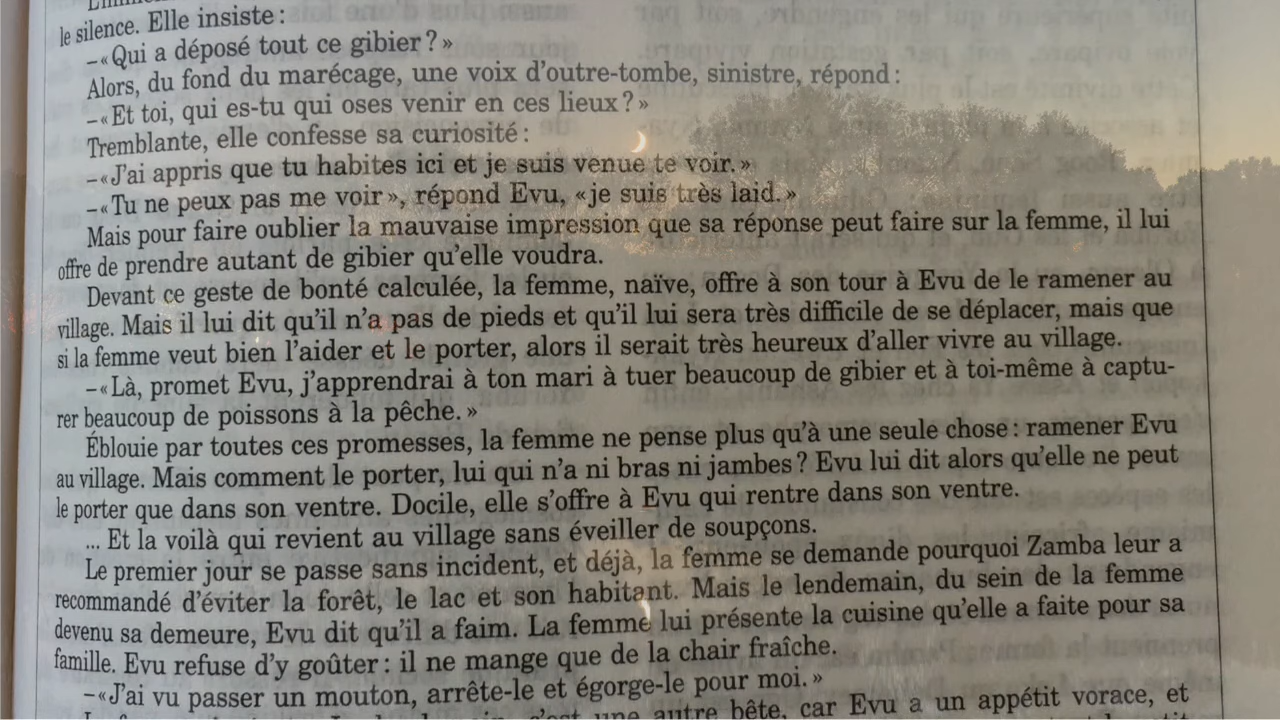 le silence. Elle insiste :
–«Qui a déposé tout ce gibier ? »
Alors, du fond du marécage, une voix d'outre-tombe, sinistre, répond :
–«Et toi, qui es-tu qui oses venir en ces lieux ? »
Tremblante, elle confesse sa curiosité :
–«J'ai appris que tu habites ici et je suis venue te voir. »
–«Tu ne peux pas me voir », répond Evu, «je suis très laid. »
Mais pour faire oublier la mauvaise impression que sa réponse peut faire sur la femme, il lui
offre de prendre autant de gibier qu'elle voudra.
Devant ce geste de bonté calculée, la femme, naïve, offre à son tour à Evu de le ramener au
village. Mais il lui dit qu'il n'a pas de pieds et qu'il lui sera très difficile de se déplacer, mais que
si la femme veut bien l'aider et le porter, alors il serait très heureux d'aller vivre au village.
–«Là, promet Evu, j'apprendrai à ton mari à tuer beaucoup de gibier et à toi-même à captu-
rer beaucoup de poissons à la pêche. »
Éblouie par toutes ces promesses, la femme ne pense plus qu'à une seule chose : ramener Evu
au village. Mais comment le porter, lui qui n'a ni bras ni jambes ? Evu lui dit alors qu'elle ne peut
le porter que dans son ventre. Docile, elle s'offre à Evu qui rentre dans son ventre.
... Et la voilà qui revient au village sans éveiller de soupçons.
Le premier jour se passe sans incident, et déjà, la femme se demande pourquoi Zamba leur a
recommandé d'éviter la forêt, le lac et son habitant. Mais le lendemain, du sein de la femme
devenu sa demeure, Evu dit qu'il a faim. La femme lui présente la cuisine qu'elle a faite pour sa
famille. Evu refuse d'y goûter : il ne mange que de la chair fraîche.
–«J'ai vu passer un mouton, arrête-le et égorge-le pour moi. »
c'est une autre bête, car Evu a un appétit vorace, et